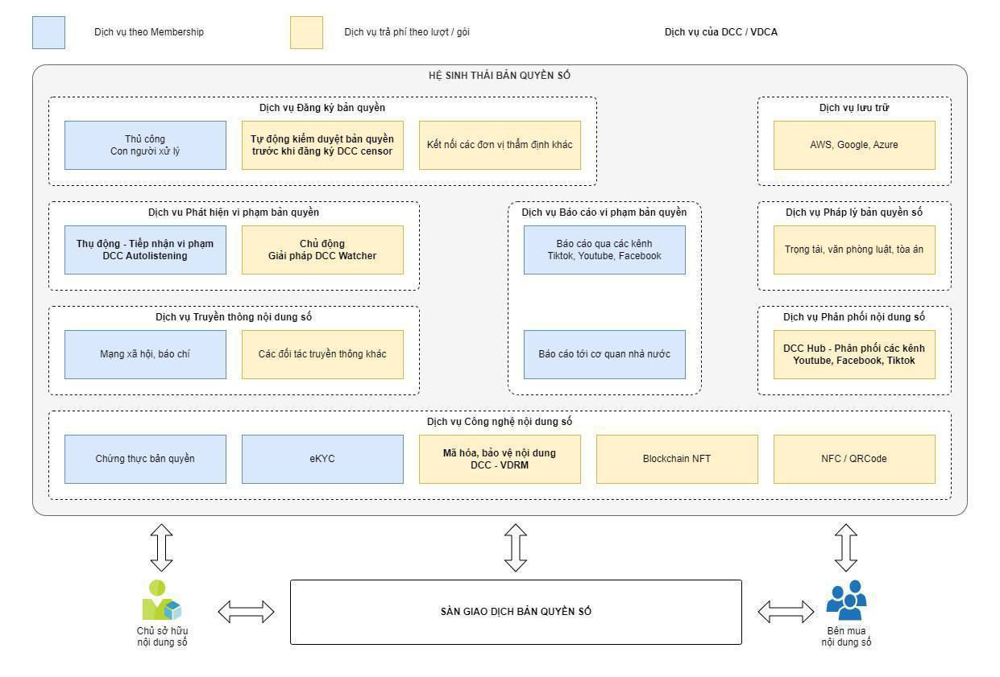 Dịch vụ theo Membership
Dịch vụ trả phí theo lượt / gói
Dịch vụ của DCC / VDCA
HỆ SINH THÁI BẢN QUYỀN SỐ
Dịch vụ Đăng ký bản quyền
Thủ công
Con người xử lý
Tự động kiểm duyệt bản quyền
trước khi đăng ký DCC censor
Kết nối các đơn vị thẩm định khác
Dịch vụ lưu trữ
AWS, Google, Azure
Dịch vu Phát hiện vi phạm bản quyền
Thụ động - Tiếp nhận vi phạm
DCC Autolistening
Chủ động
Giải pháp DCC Watcher
Dịch vụ Báo cáo vi phạm bản quyền
Báo cáo qua các kênh
Tiktok, Youtube, Facebook
Báo cáo tới cơ quan nhà nước
Dịch vụ Pháp lý bản quyền số
Trọng tài, văn phòng luật, tòa án
Dịch vụ Truyền thông nội dung số
Mạng xã hội, báo chí
Các đối tác truyền thông khác
Dịch vụ Phân phối nội dung số
DCC Hub - Phân phối các kênh
Youtube, Facebook, Tiktok
Dịch vụ Công nghệ nội dung số
Chứng thực bản quyền
eKYC
Mã hóa, bảo vệ nội dung
DCC - VDRM
Blockchain NFT
NFC / QRCode
Chủ sở hữu
nội dung số
SÀN GIAO DỊCH BẢN QUYỀN SỐ
Bên mua
nội dung số